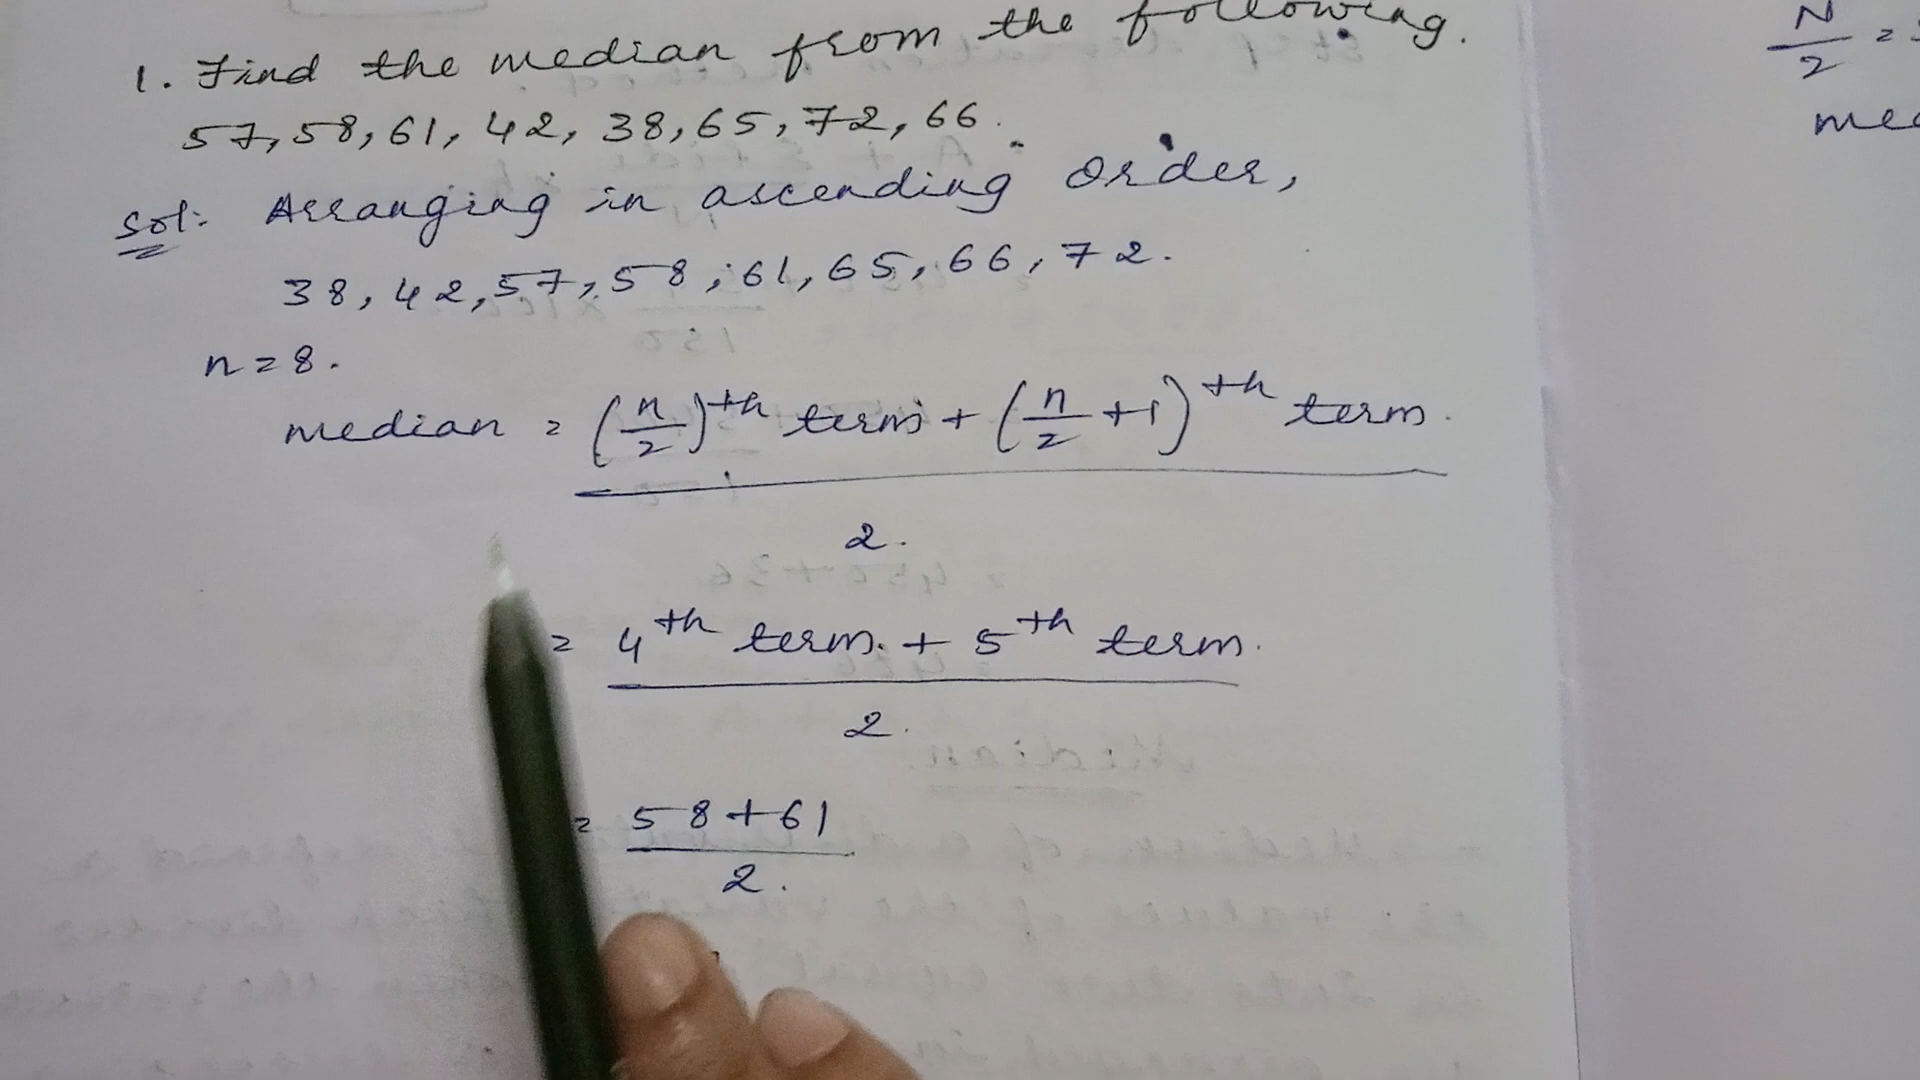 1. Find the median from the following.
57, 58, 61, 42, 38, 65, 72, 66.
Sol: Arranging in ascending order,
38, 42, 57, 58, 61, 65, 66, 72.
n = 8.
median = (n/2)th term + (n/2 + 1)th term.
2.
= 4th term. + 5th term.
2.
= 58 + 61
2.
N/2 =